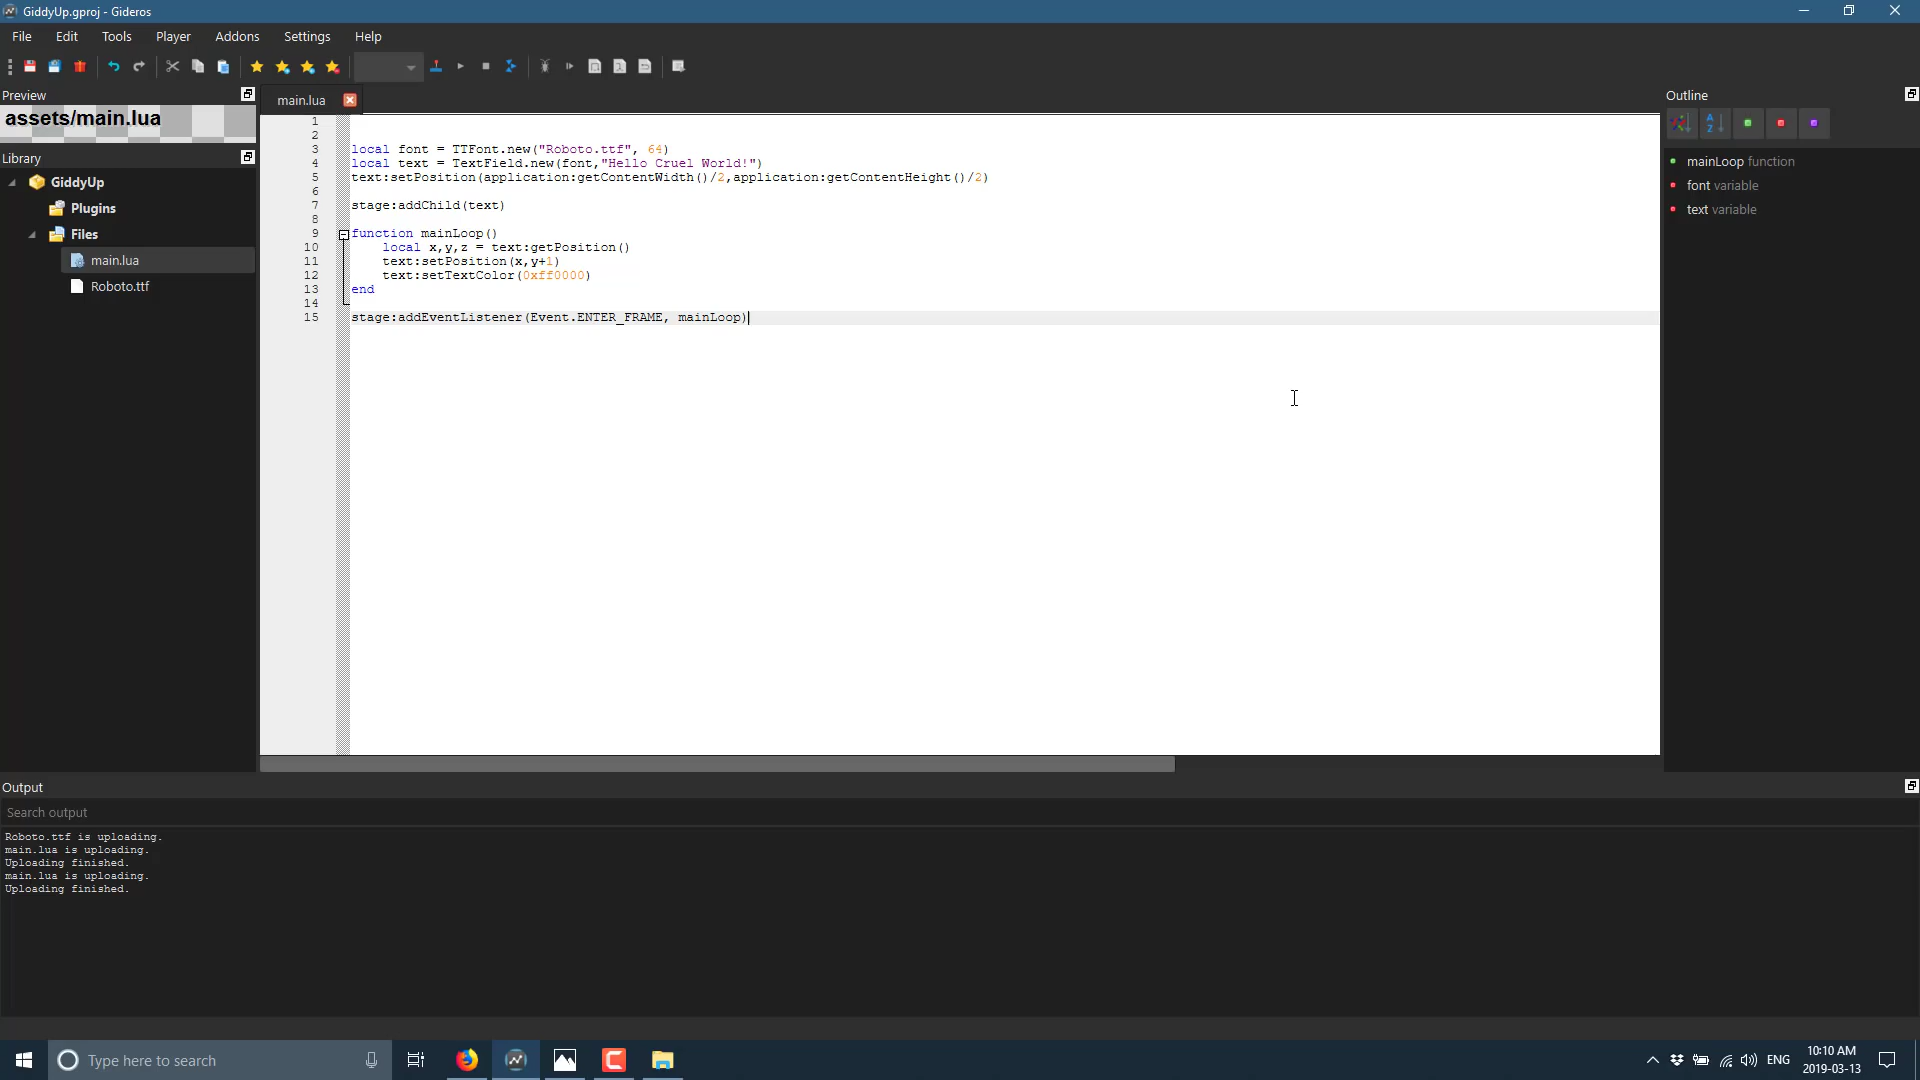 GiddyUp.gproj - Gideros
File Edit Tools Player Addons Settings Help
Preview
assets/main.lua
Library
GiddyUp
Plugins
Files
main.lua
Roboto.ttf
main.lua
1
2
3 local font = TTFont.new("Roboto.ttf", 64)
4 local text = TextField.new(font,"Hello Cruel World!")
5 text:setPosition(application:getContentWidth()/2,application:getContentHeight()/2)
6
7 stage:addChild(text)
8
9 function mainLoop()
10 local x,y,z = text:getPosition()
11 text:setPosition(x,y+1)
12 text:setTextColor(0xff0000)
13 end
14
15 stage:addEventListener(Event.ENTER_FRAME, mainLoop)
Outline
A
Z
mainLoop function
font variable
text variable
Output
Search output
Roboto.ttf is uploading.
main.lua is uploading.
Uploading finished.
main.lua is uploading.
Uploading finished.
Type here to search
ENG
10:10 AM
2019-03-13